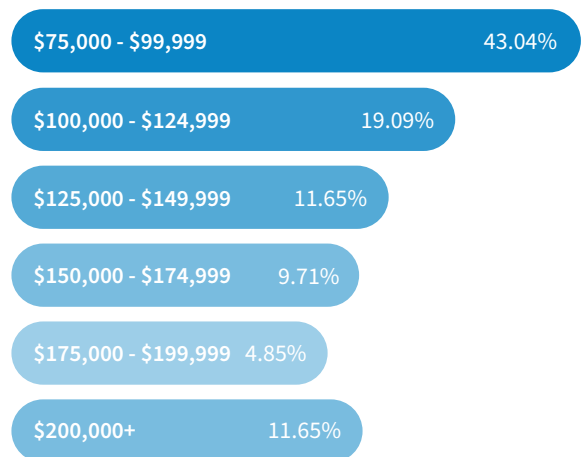 $75,000 - $99,999 43.04%
$100,000 - $124,999 19.09%
$125,000 - $149,999 11.65%
$150,000 - $174,999 9.71%
$175,000 - $199,999 4.85%
$200,000+ 11.65%